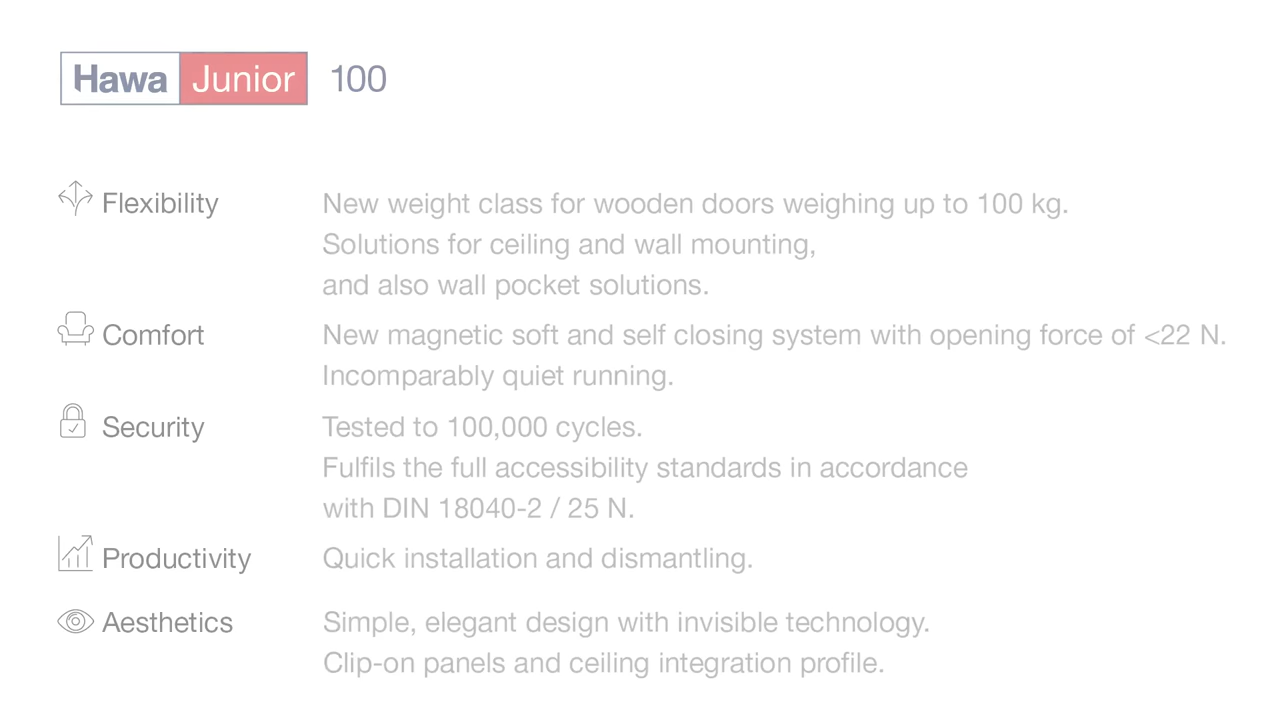 Hawa Junior 100
Flexibility New weight class for wooden doors weighing up to 100 kg.
Solutions for ceiling and wall mounting,
and also wall pocket solutions.
Comfort New magnetic soft and self closing system with opening force of <22 N.
Incomparably quiet running.
Security Tested to 100,000 cycles.
Fulfils the full accessibility standards in accordance
with DIN 18040-2 / 25 N.
Productivity Quick installation and dismantling.
Aesthetics Simple, elegant design with invisible technology.
Clip-on panels and ceiling integration profile.